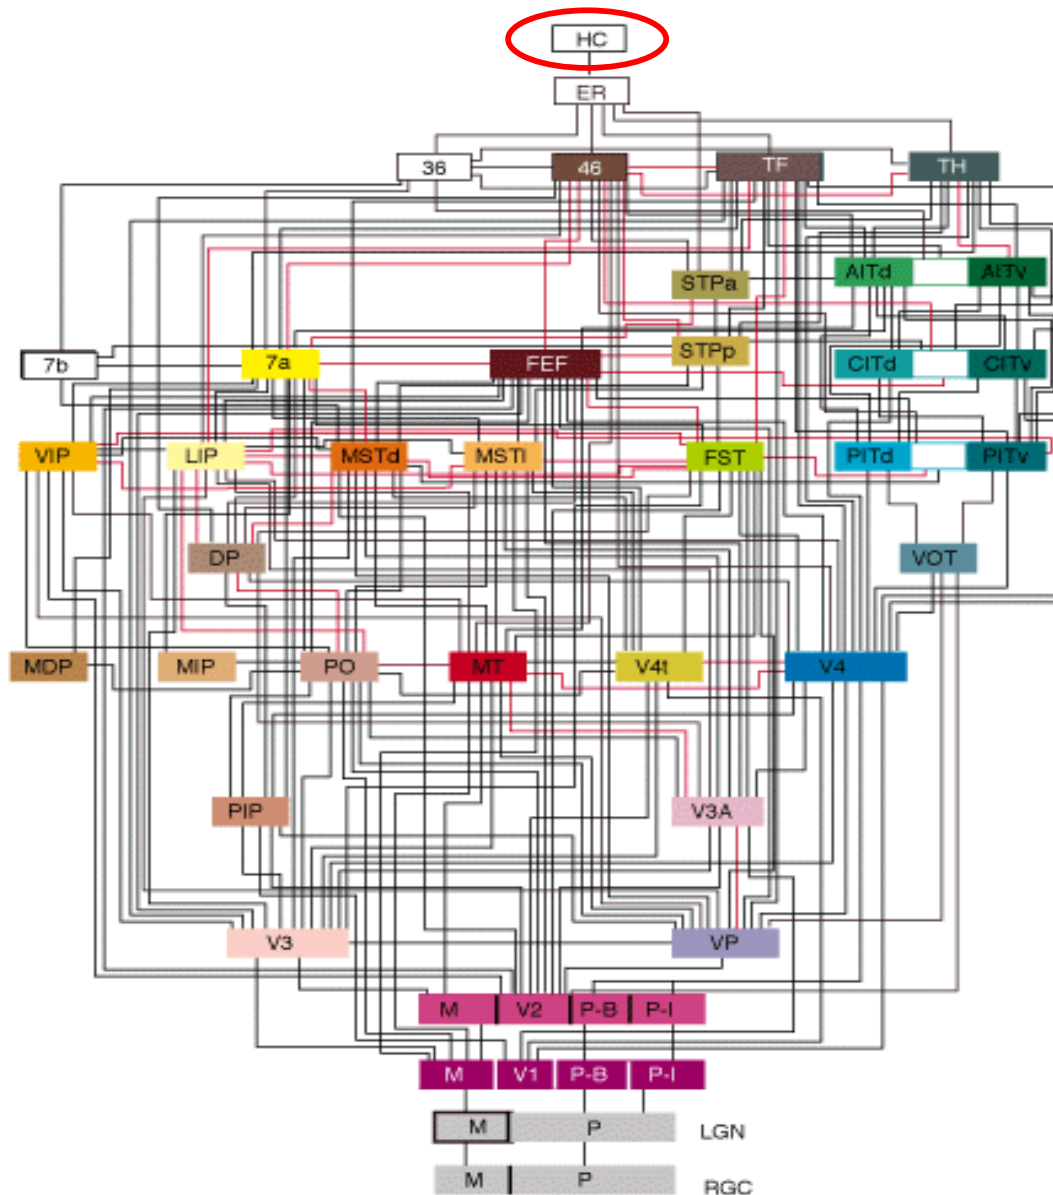 HC
ER
36 46 TF TH
STPa AITd AITv
7b 7a FEF STPp CITd CITv
VIP LIP MSTd MSTl FST PITd PITv
DP VOT
MDP MIP PO MT V4t V4
PIP V3A
V3 VP
M V2 P-B P-I
M V1 P-B P-I
M P LGN
M P RGC